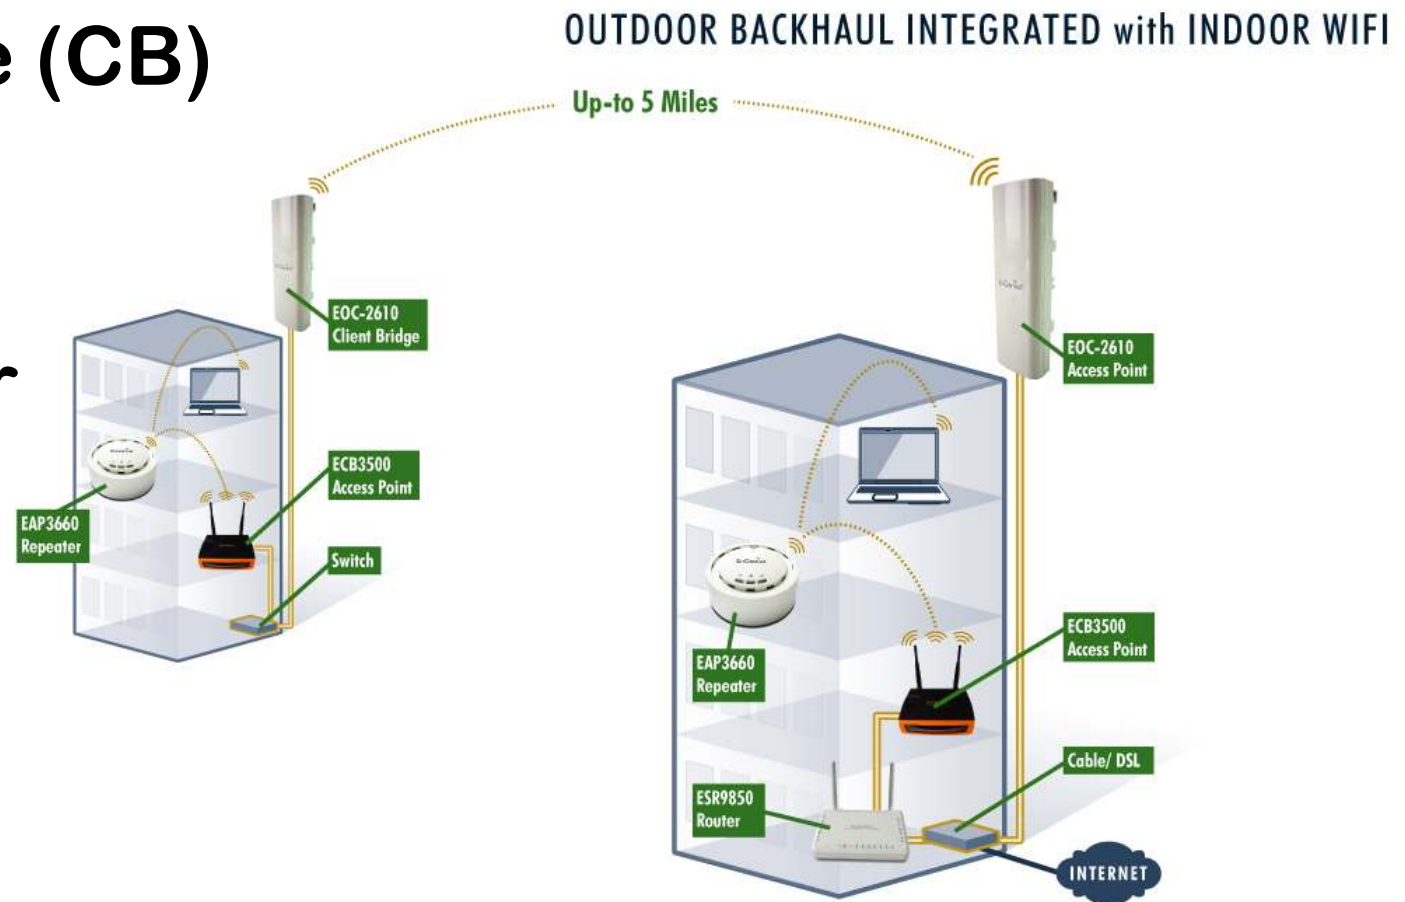 e (CB)
OUTDOOR BACKHAUL INTEGRATED with INDOOR WIFI
Up-to 5 Miles
EOC-2610
Client Bridge
EOC-2610
Access Point
r
ECB3500
Access Point
EAP3660
Repeater
Switch
ECB3500
Access Point
EAP3660
Repeater
Cable/ DSL
ESR9850
Router
INTERNET